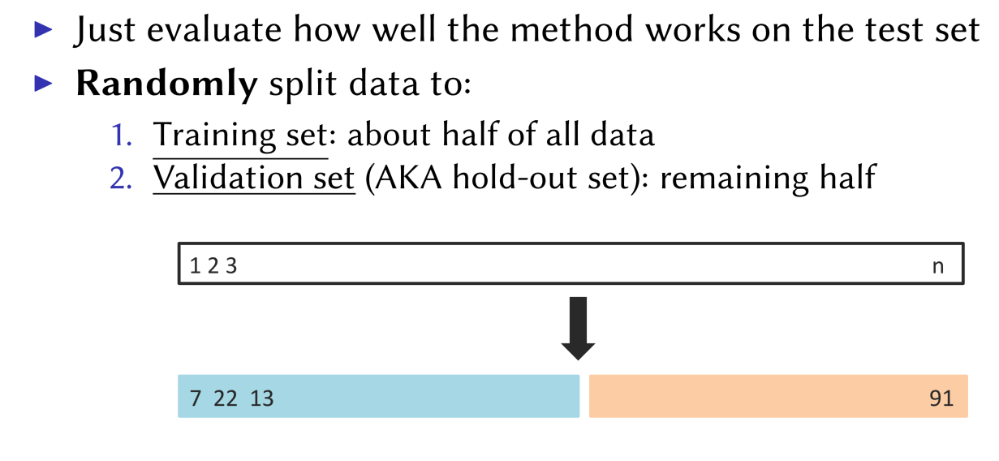 Just evaluate how well the method works on the test set
Randomly split data to:
1. Training set: about half of all data
2. Validation set (AKA hold-out set): remaining half
1 2 3 n
7 22 13 91